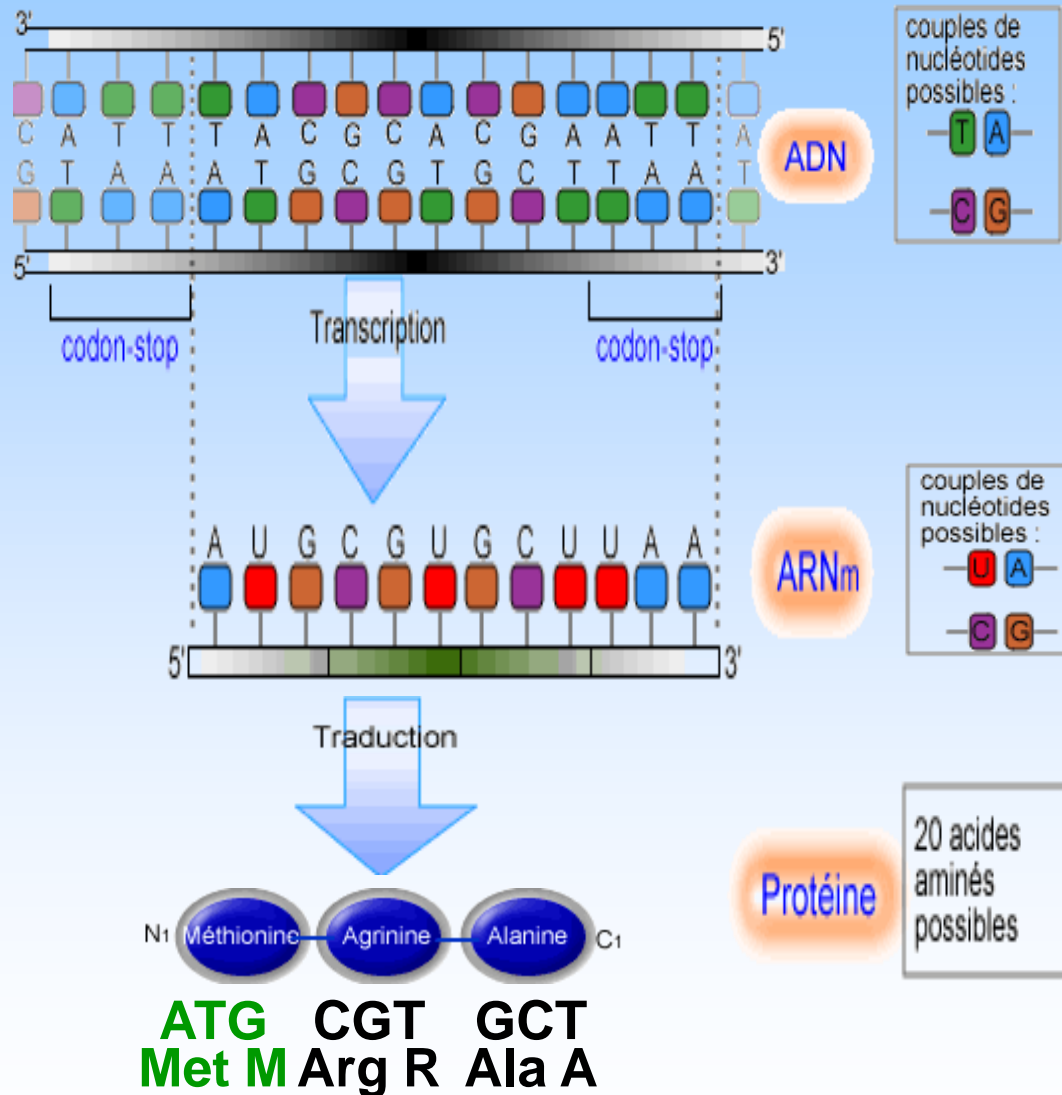 3' 5'
C A T T T A C G C A C G A A T T A
G T A A A T G C G T G C T T A A T
5' 3'
ADN
couples de
nucléotides
possibles :
T A
C G
codon-stop
Transcription
codon-stop
A U G C G U G C U U A A
5' 3'
ARNm
couples de
nucléotides
possibles :
U A
C G
Traduction
N1 Méthionine Agrinine Alanine C1
Protéine
20 acides
aminés
possibles
ATG CGT GCT
Met M Arg R Ala A